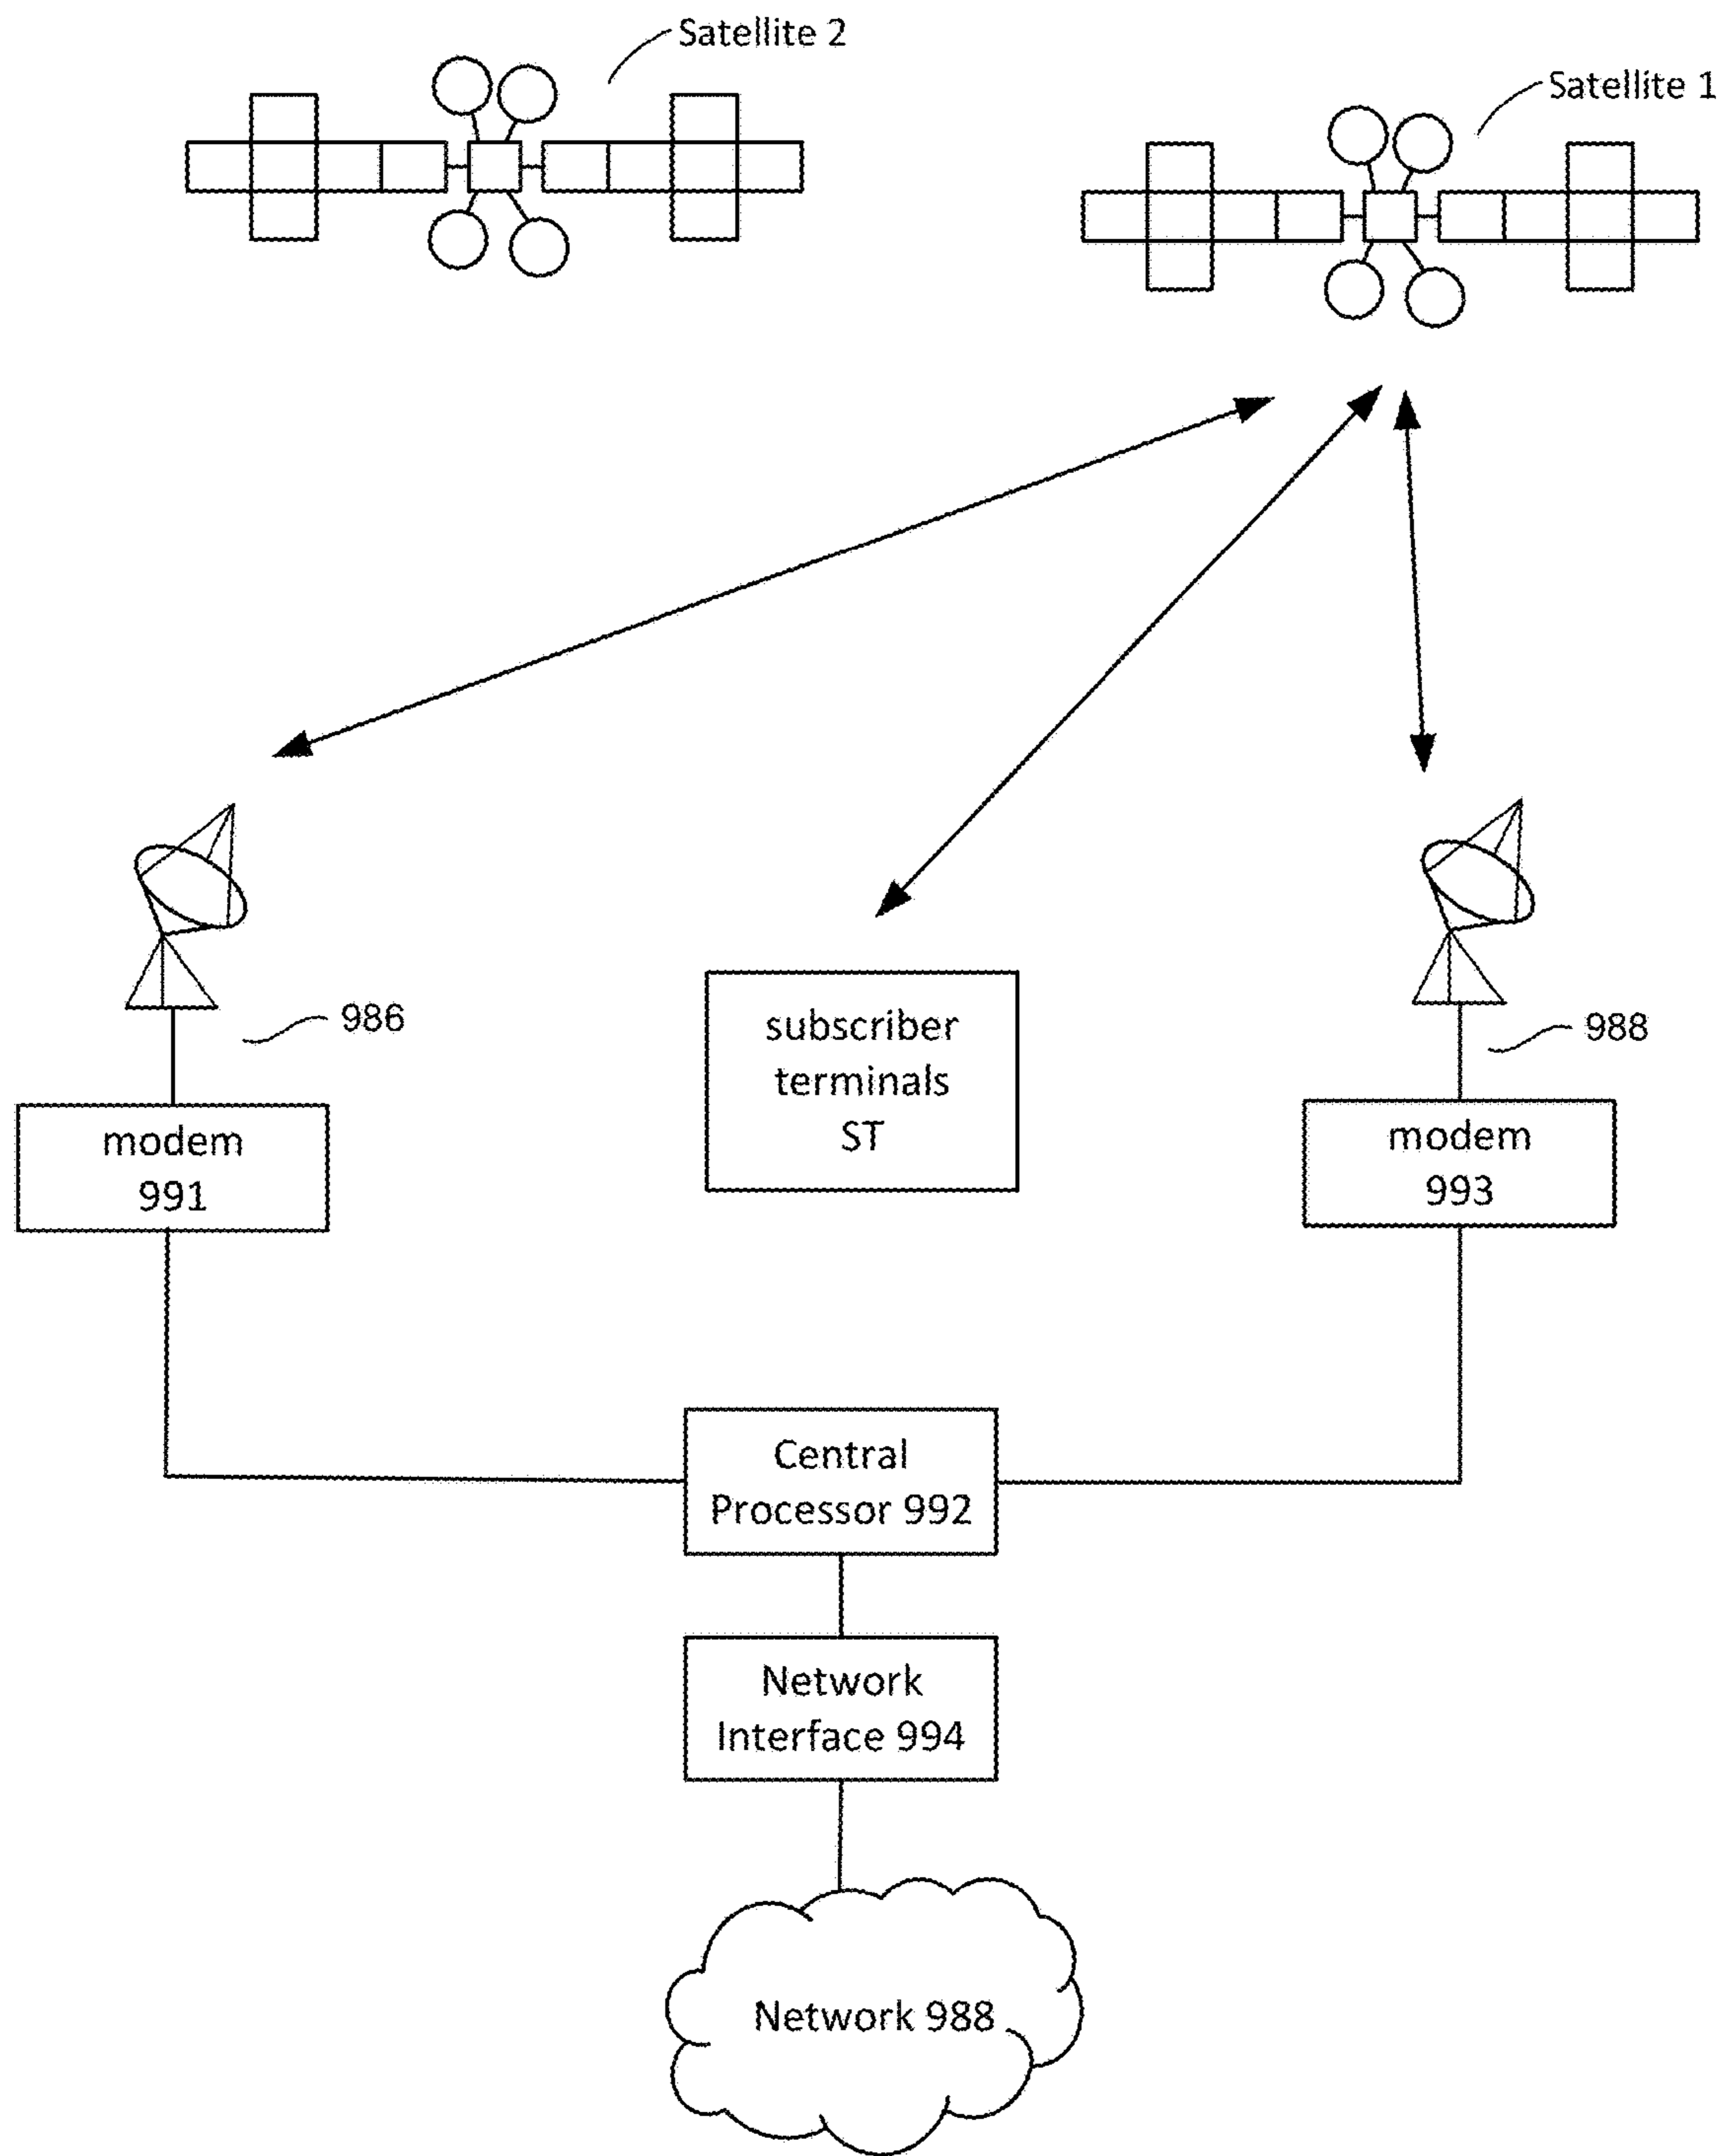 Satellite 2
Satellite 1
986
subscriber
terminals
ST
988
modem
991
modem
993
Central
Processor 992
Network
Interface 994
Network 988